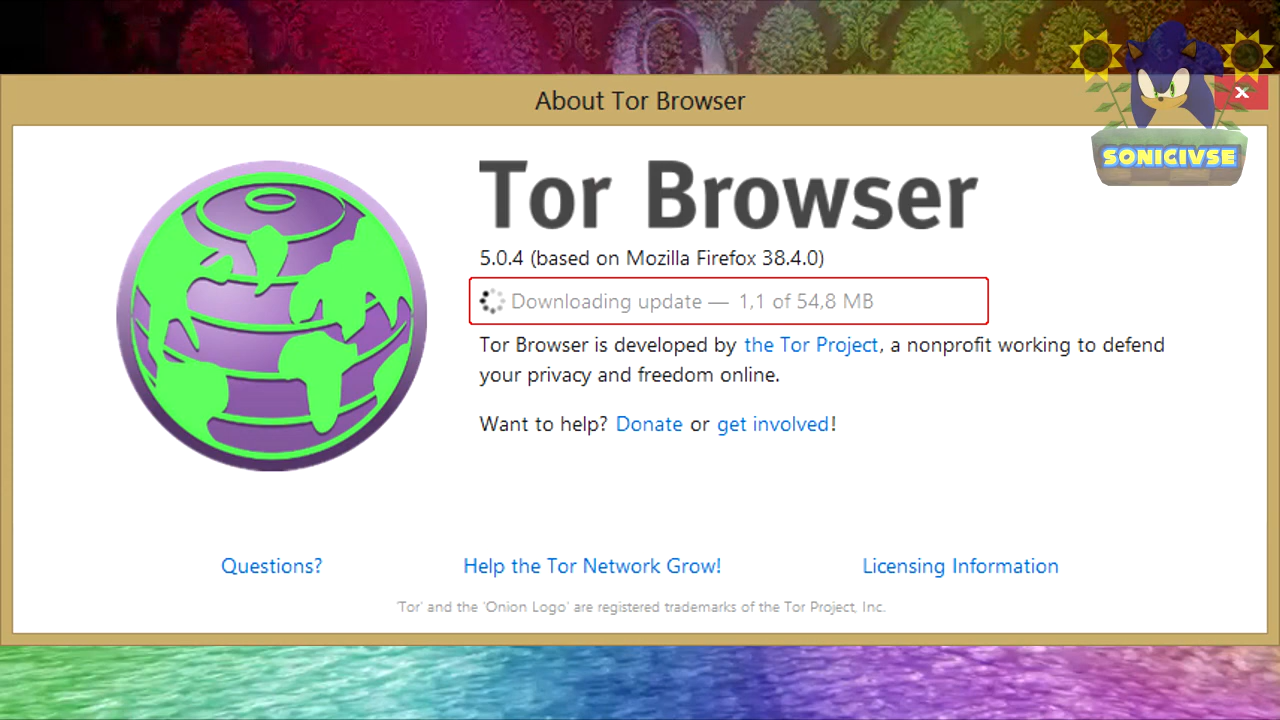 About Tor Browser
x
SONICIVSE
Tor Browser
5.0.4 (based on Mozilla Firefox 38.4.0)
Downloading update — 1,1 of 54,8 MB
Tor Browser is developed by the Tor Project, a nonprofit working to defend
your privacy and freedom online.
Want to help? Donate or get involved!
Questions?
Help the Tor Network Grow!
Licensing Information
'Tor' and the 'Onion Logo' are registered trademarks of the Tor Project, Inc.